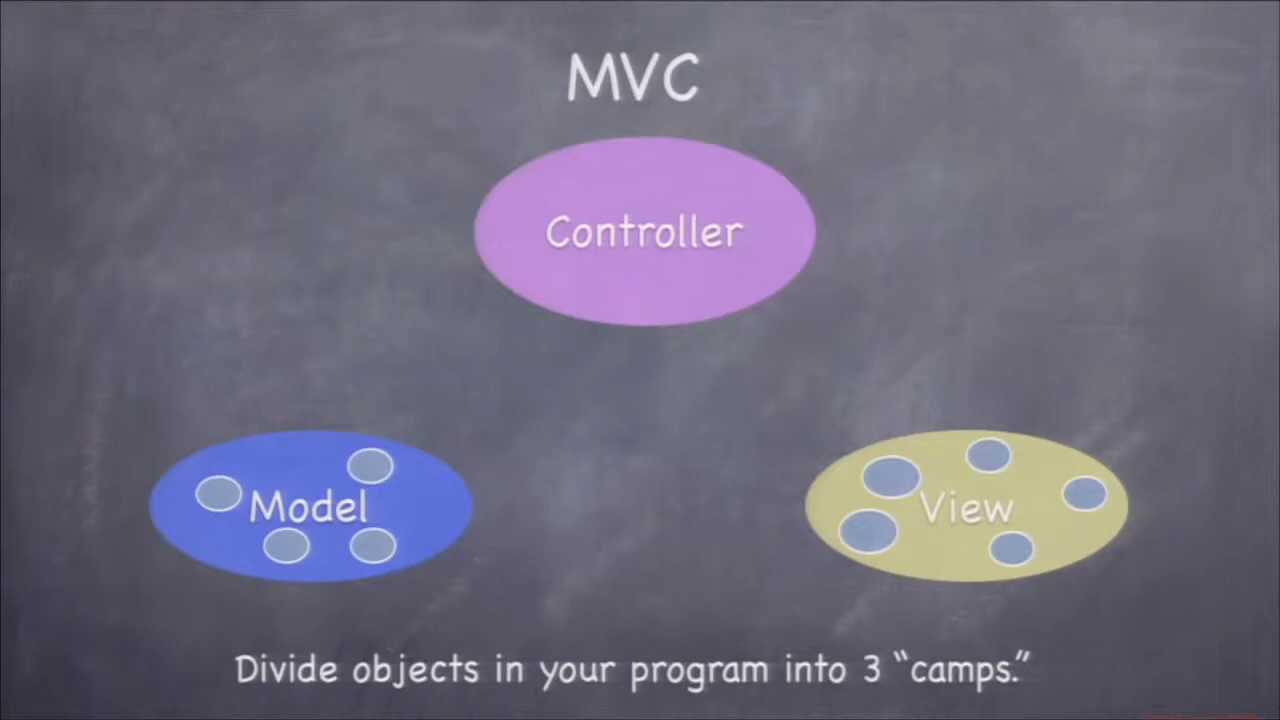 MVC
Controller
Model
View
Divide objects in your program into 3 “camps.”